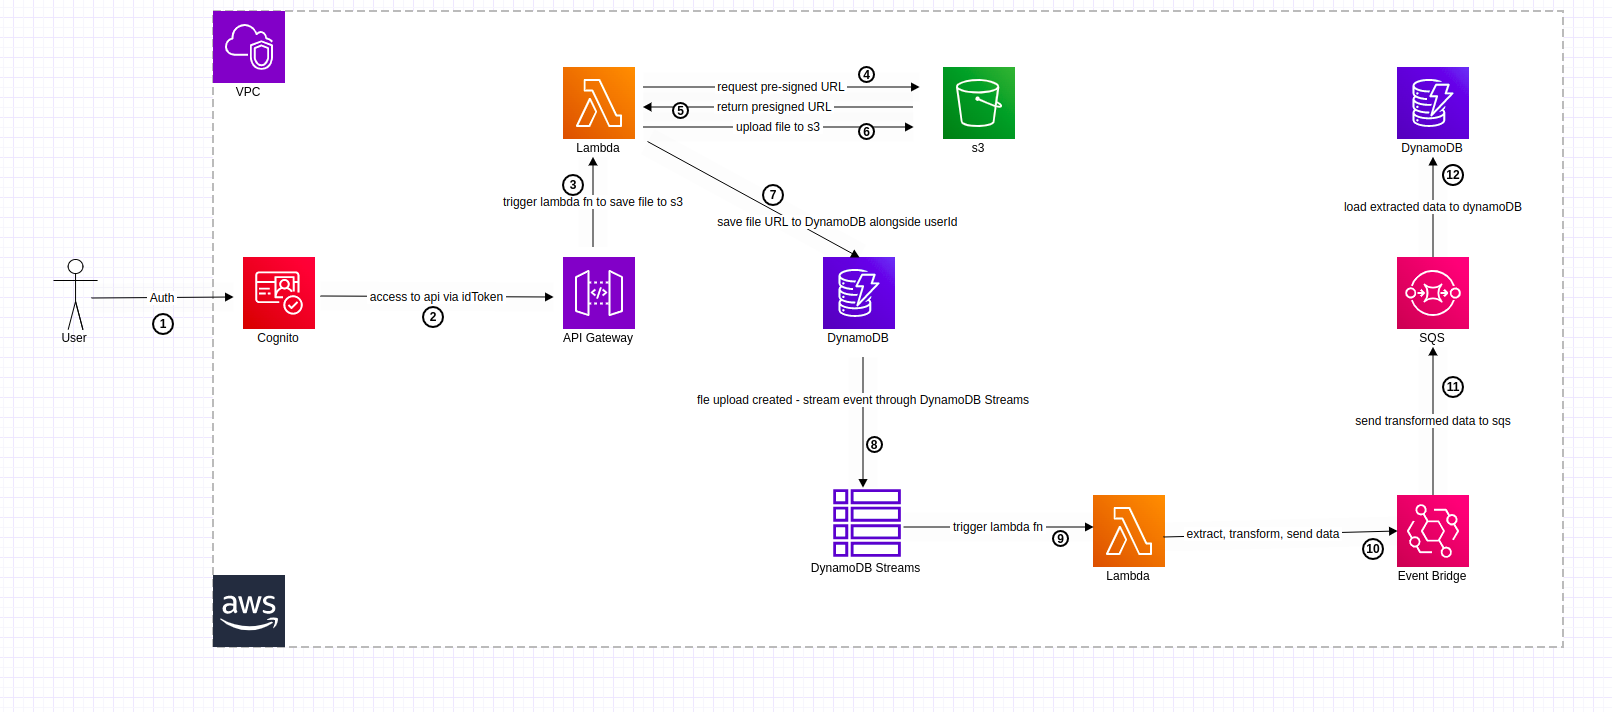 VPC
4
request pre-signed URL
return presigned URL
5
upload file to s3
6
Lambda
s3
DynamoDB
3
trigger lambda fn to save file to s3
7
save file URL to DynamoDB alongside userId
12
load extracted data to dynamoDB
Auth
1
User
Cognito
access to api via idToken
2
API Gateway
DynamoDB
SQS
fle upload created - stream event through DynamoDB Streams
8
11
send transformed data to sqs
DynamoDB Streams
trigger lambda fn
9
Lambda
extract, transform, send data
10
Event Bridge
aws